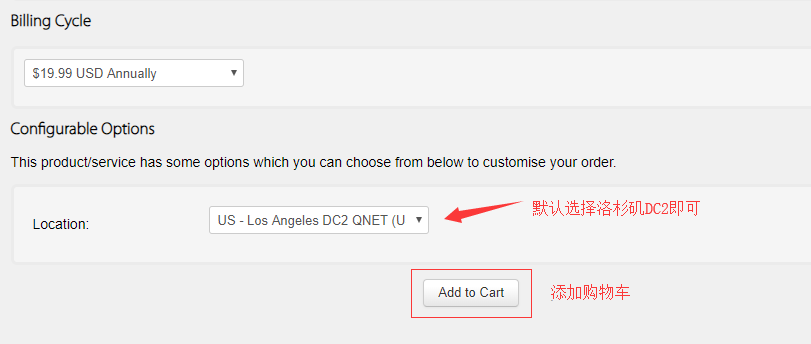 Billing Cycle
$19.99 USD Annually
Configurable Options
This product/service has some options which you can choose from below to customise your order.
Location:
US - Los Angeles DC2 QNET (U
默认选择洛杉矶DC2即可
Add to Cart
添加购物车